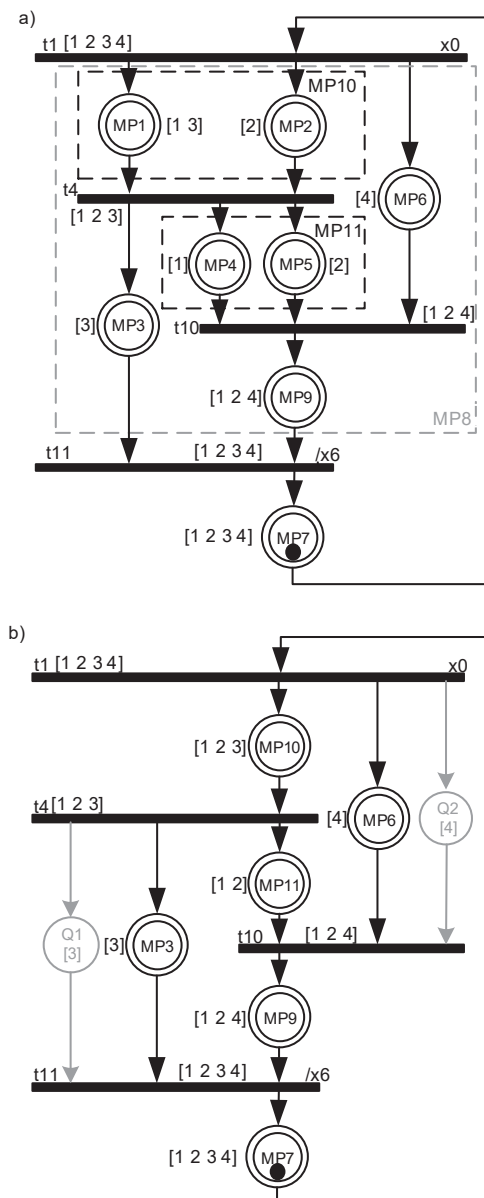 a)
t1 [1 2 3 4] x0
MP10
MP1 [1 3] [2] MP2
t4
[1 2 3]
[4] MP6
MP11
[1] MP4 MP5 [2]
[3] MP3
t10 [1 2 4]
[1 2 4] MP9
MP8
t11 [1 2 3 4] /x6
[1 2 3 4] MP7
b)
t1 [1 2 3 4] x0
[1 2 3] MP10
t4 [1 2 3]
[4] MP6 Q2
[4]
[1 2] MP11
Q1
[3]
[3] MP3
t10 [1 2 4]
[1 2 4] MP9
t11 [1 2 3 4] /x6
[1 2 3 4] MP7